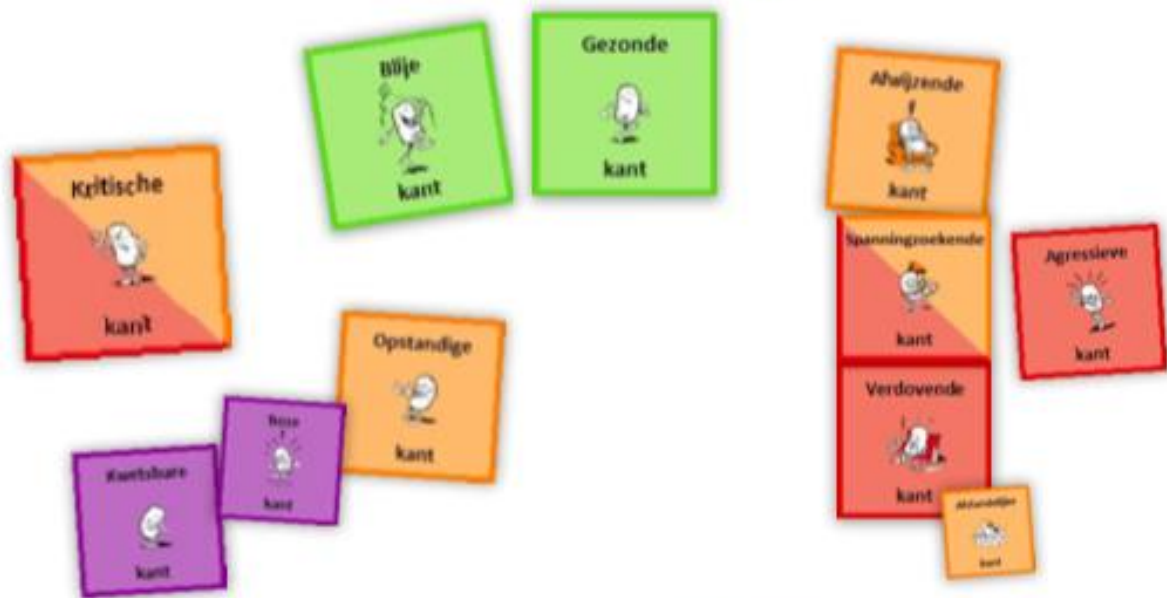 Blije
kant
Gezonde
kant
Afwijzende
kant
Kritische
kant
Spanningzoekende
kant
Agressieve
kant
Opstandige
kant
Verdovende
kant
Boze
kant
Kwetsbare
kant
kant